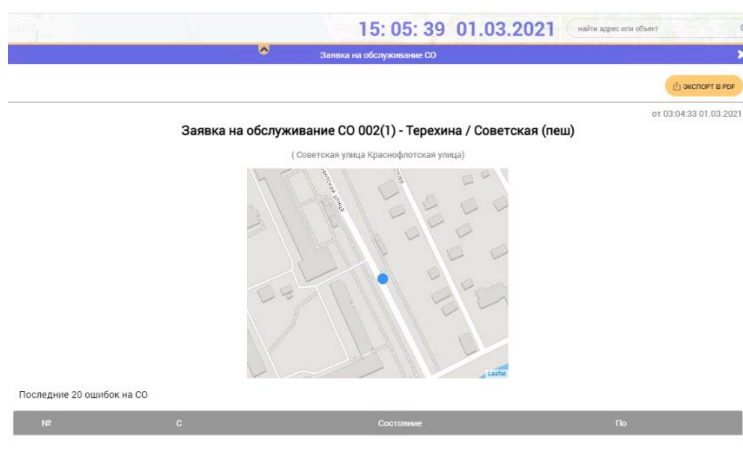 15: 05: 39 01.03.2021
найти адрес или объект
Заявка на обслуживание СО
ЭКСПОРТ В PDF
от 03:04:33 01.03.2021
Заявка на обслуживание СО 002(1) - Терехина / Советская (пеш)
( Советская улица Краснофлотская улица)
Leaflet
Последние 20 ошибок на СО
№ С Состояние По